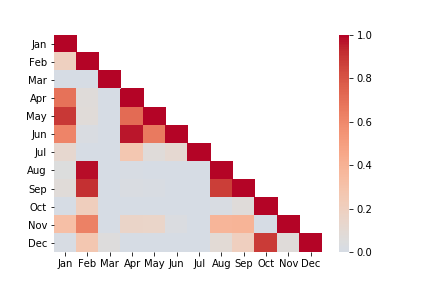 Jan
Feb
Mar
Apr
May
Jun
Jul
Aug
Sep
Oct
Nov
Dec
Jan Feb Mar Apr May Jun Jul Aug Sep Oct Nov Dec
1.0
0.8
0.6
0.4
0.2
0.0